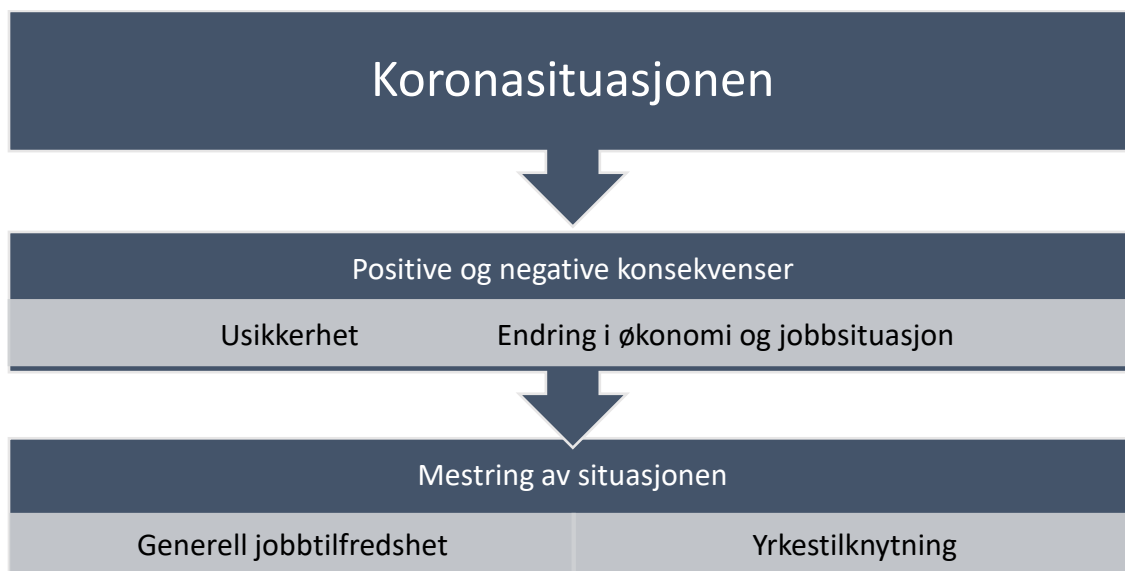 Koronasituasjonen
Positive og negative konsekvenser
Usikkerhet Endring i økonomi og jobbsituasjon
Mestring av situasjonen
Generell jobbtilfredshet Yrkestilknytning